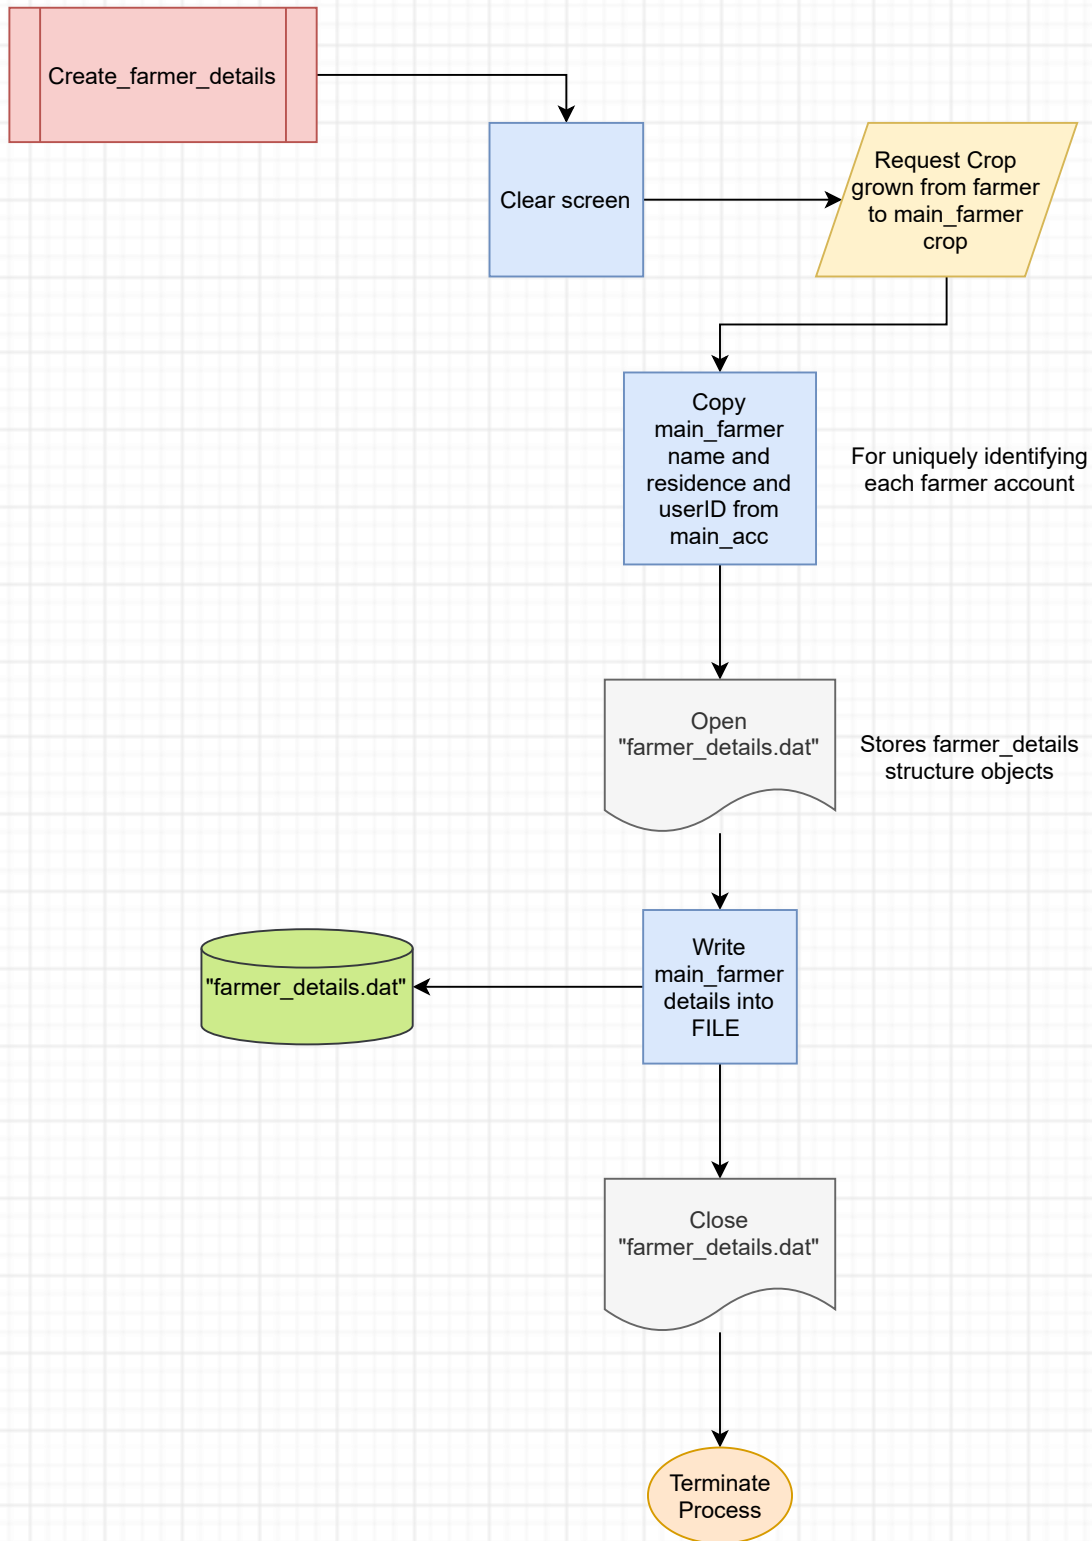 Create_farmer_details
Clear screen
Request Crop
grown from farmer
to main_farmer
crop
Copy
main_farmer
name and
residence and
userID from
main_acc
For uniquely identifying
each farmer account
Open
"farmer_details.dat"
Stores farmer_details
structure objects
Write
main_farmer
details into
FILE
"farmer_details.dat"
Close
"farmer_details.dat"
Terminate
Process